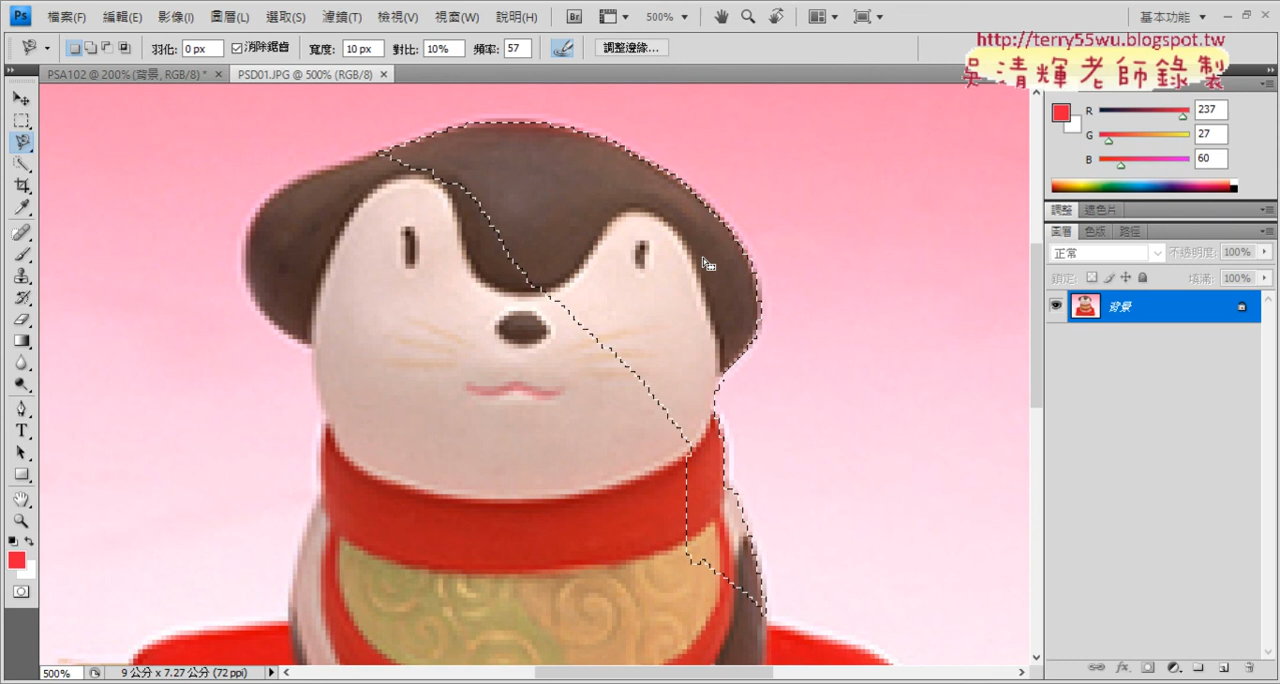 Ps 檔案(F) 編輯(E) 影像(I) 圖層(L) 選取(S) 濾鏡(T) 檢視(V) 視窗(W) 說明(H) Br 500% 基本功能
羽化: 0 px 消除鋸齒 寬度: 10 px 對比: 10% 頻率: 57 調整邊緣...
http://terry55wu.blogspot.tw
吳清輝老師錄製
PSA102 @ 200%(背景, RGB/8) * × PSD01.JPG @ 500% (RGB/8) ×
R 237
G 27
B 60
調整
圖層 色版 路徑
正常 不透明度: 100%
鎖定: 填滿: 100%
背景
T
500% 9 公分 x 7.27 公分 (72 ppi)